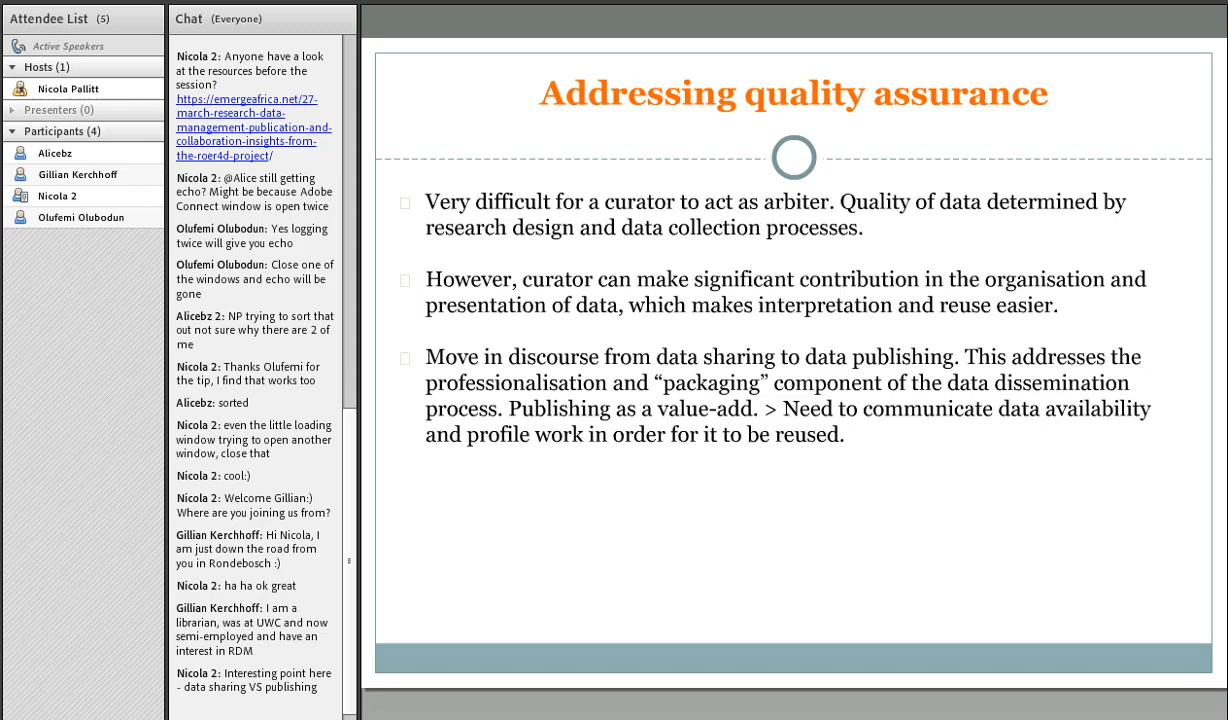 Attendee List (5)
Active Speakers
Hosts (1)
Nicola Pallitt
Presenters (0)
Participants (4)
Alicebz
Gillian Kerchhoff
Nicola 2
Olufemi Olubodun
Chat (Everyone)
Nicola 2: Anyone have a look
at the resources before the
session?
https://emergeafrica.net/27-
march-research-data-
management-publication-and-
collaboration-insights-from-
the-roer4d-project/
Nicola 2: @Alice still getting
echo? Might be because Adobe
Connect window is open twice
Olufemi Olubodun: Yes logging
twice will give you echo
Olufemi Olubodun: Close one of
the windows and echo will be
gone
Alicebz 2: NP trying to sort that
out not sure why there are 2 of
me
Nicola 2: Thanks Olufemi for
the tip, I find that works too
Alicebz: sorted
Nicola 2: even the little loading
window trying to open another
window, close that
Nicola 2: cool:)
Nicola 2: Welcome Gillian:)
Where are you joining us from?
Gillian Kerchhoff: Hi Nicola, I
am just down the road from
you in Rondebosch :)
Nicola 2: ha ha ok great
Gillian Kerchhoff: I am a
librarian, was at UWC and now
semi-employed and have an
interest in RDM
Nicola 2: Interesting point here
- data sharing VS publishing
Addressing quality assurance
Very difficult for a curator to act as arbiter. Quality of data determined by
research design and data collection processes.
However, curator can make significant contribution in the organisation and
presentation of data, which makes interpretation and reuse easier.
Move in discourse from data sharing to data publishing. This addresses the
professionalisation and “packaging” component of the data dissemination
process. Publishing as a value-add. > Need to communicate data availability
and profile work in order for it to be reused.